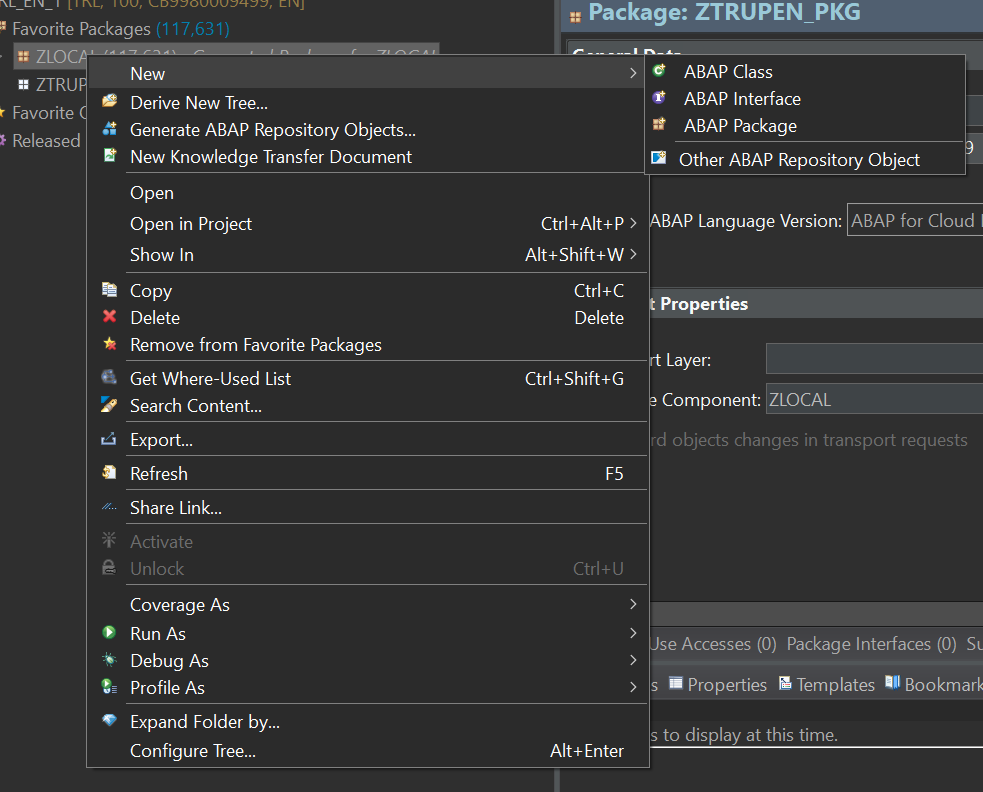 [TRL, 100, CB9980009499, EN]
Package: ZTRUPEN_PKG
Favorite Packages (117,631)
General Data
ZLOCAL (117,631)
ZTRUP
Favorite
Released
New
Derive New Tree...
Generate ABAP Repository Objects...
New Knowledge Transfer Document
Open
Open in Project Ctrl+Alt+P
Show In Alt+Shift+W
Copy Ctrl+C
Delete Delete
Remove from Favorite Packages
Get Where-Used List Ctrl+Shift+G
Search Content...
Export...
Refresh F5
Share Link...
Activate
Unlock Ctrl+U
Coverage As
Run As
Debug As
Profile As
Expand Folder by...
Configure Tree... Alt+Enter
ABAP Class
ABAP Interface
ABAP Package
Other ABAP Repository Object
9
ABAP Language Version: ABAP for Cloud
t Properties
rt Layer:
e Component: ZLOCAL
rd objects changes in transport requests
Use Accesses (0) Package Interfaces (0) Su
s Properties Templates Bookmark
s to display at this time.